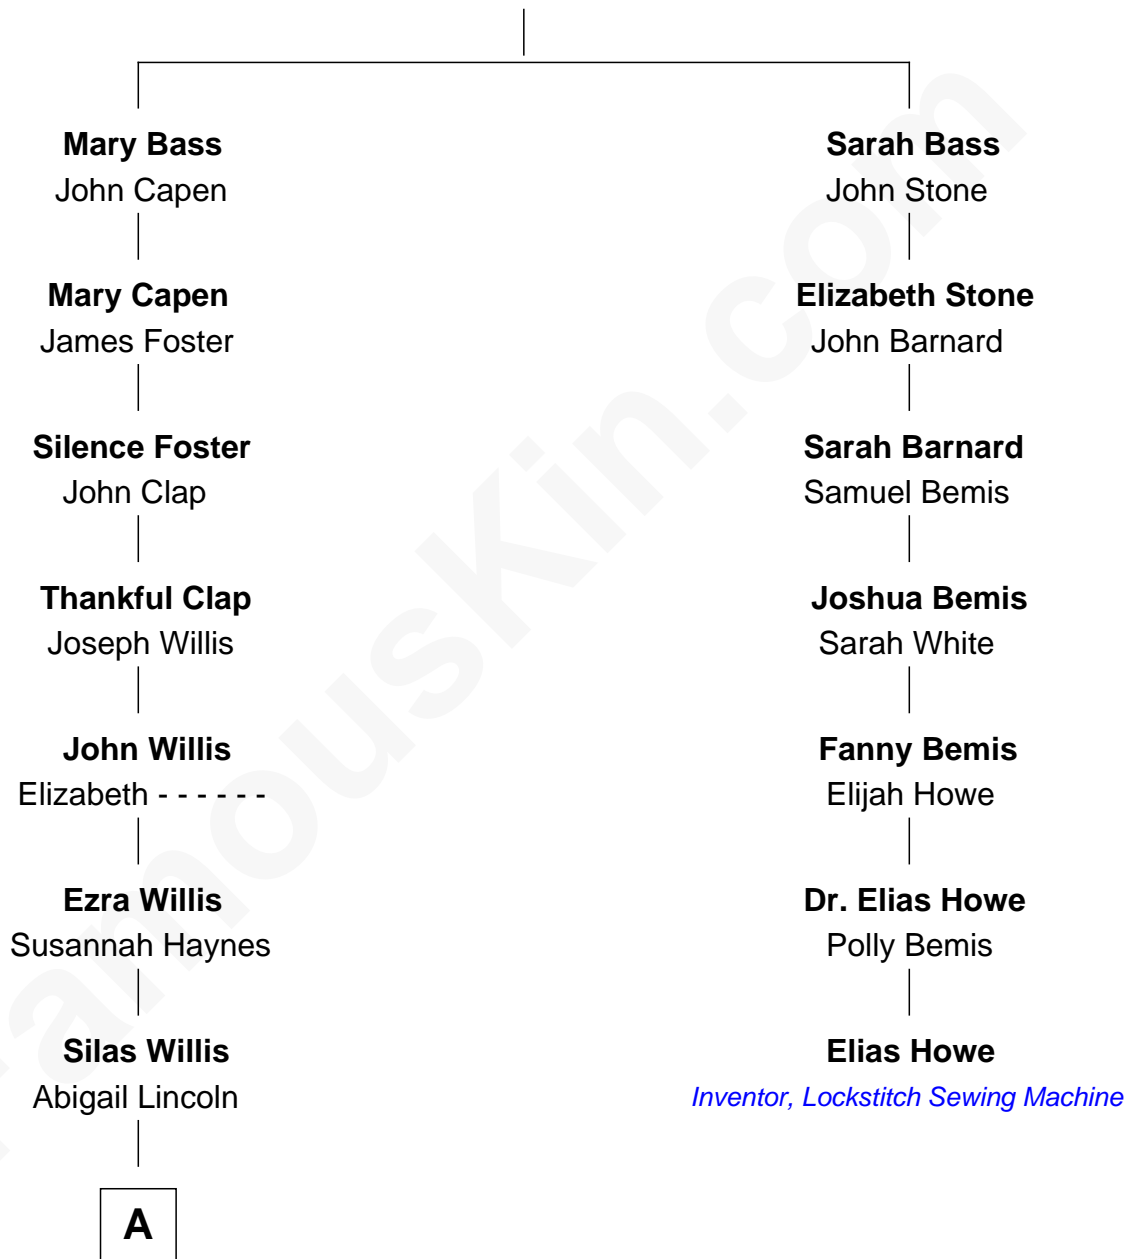 Mary Bass
John Capen
Mary Capen
James Foster
Silence Foster
John Clap
Thankful Clap
Joseph Willis
John Willis
Elizabeth - - - - - -
Ezra Willis
Susannah Haynes
Silas Willis
Abigail Lincoln
A
Sarah Bass
John Stone
Elizabeth Stone
John Barnard
Sarah Barnard
Samuel Bemis
Joshua Bemis
Sarah White
Fanny Bemis
Elijah Howe
Dr. Elias Howe
Polly Bemis
Elias Howe
Inventor, Lockstitch Sewing Machine
FamousKin.com